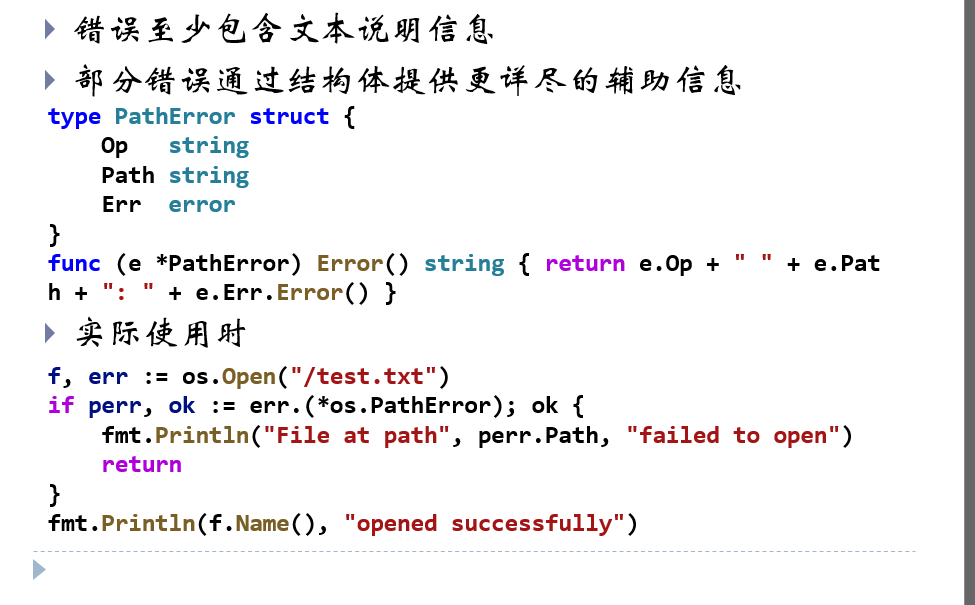 错误至少包含文本说明信息
部分错误通过结构体提供更详尽的辅助信息
type PathError struct {
    Op   string
    Path string
    Err  error
}
func (e *PathError) Error() string { return e.Op + " " + e.Pat
h + ": " + e.Err.Error() }
实际使用时
f, err := os.Open("/test.txt")
if perr, ok := err.(*os.PathError); ok {
    fmt.Println("File at path", perr.Path, "failed to open")
    return
}
fmt.Println(f.Name(), "opened successfully")